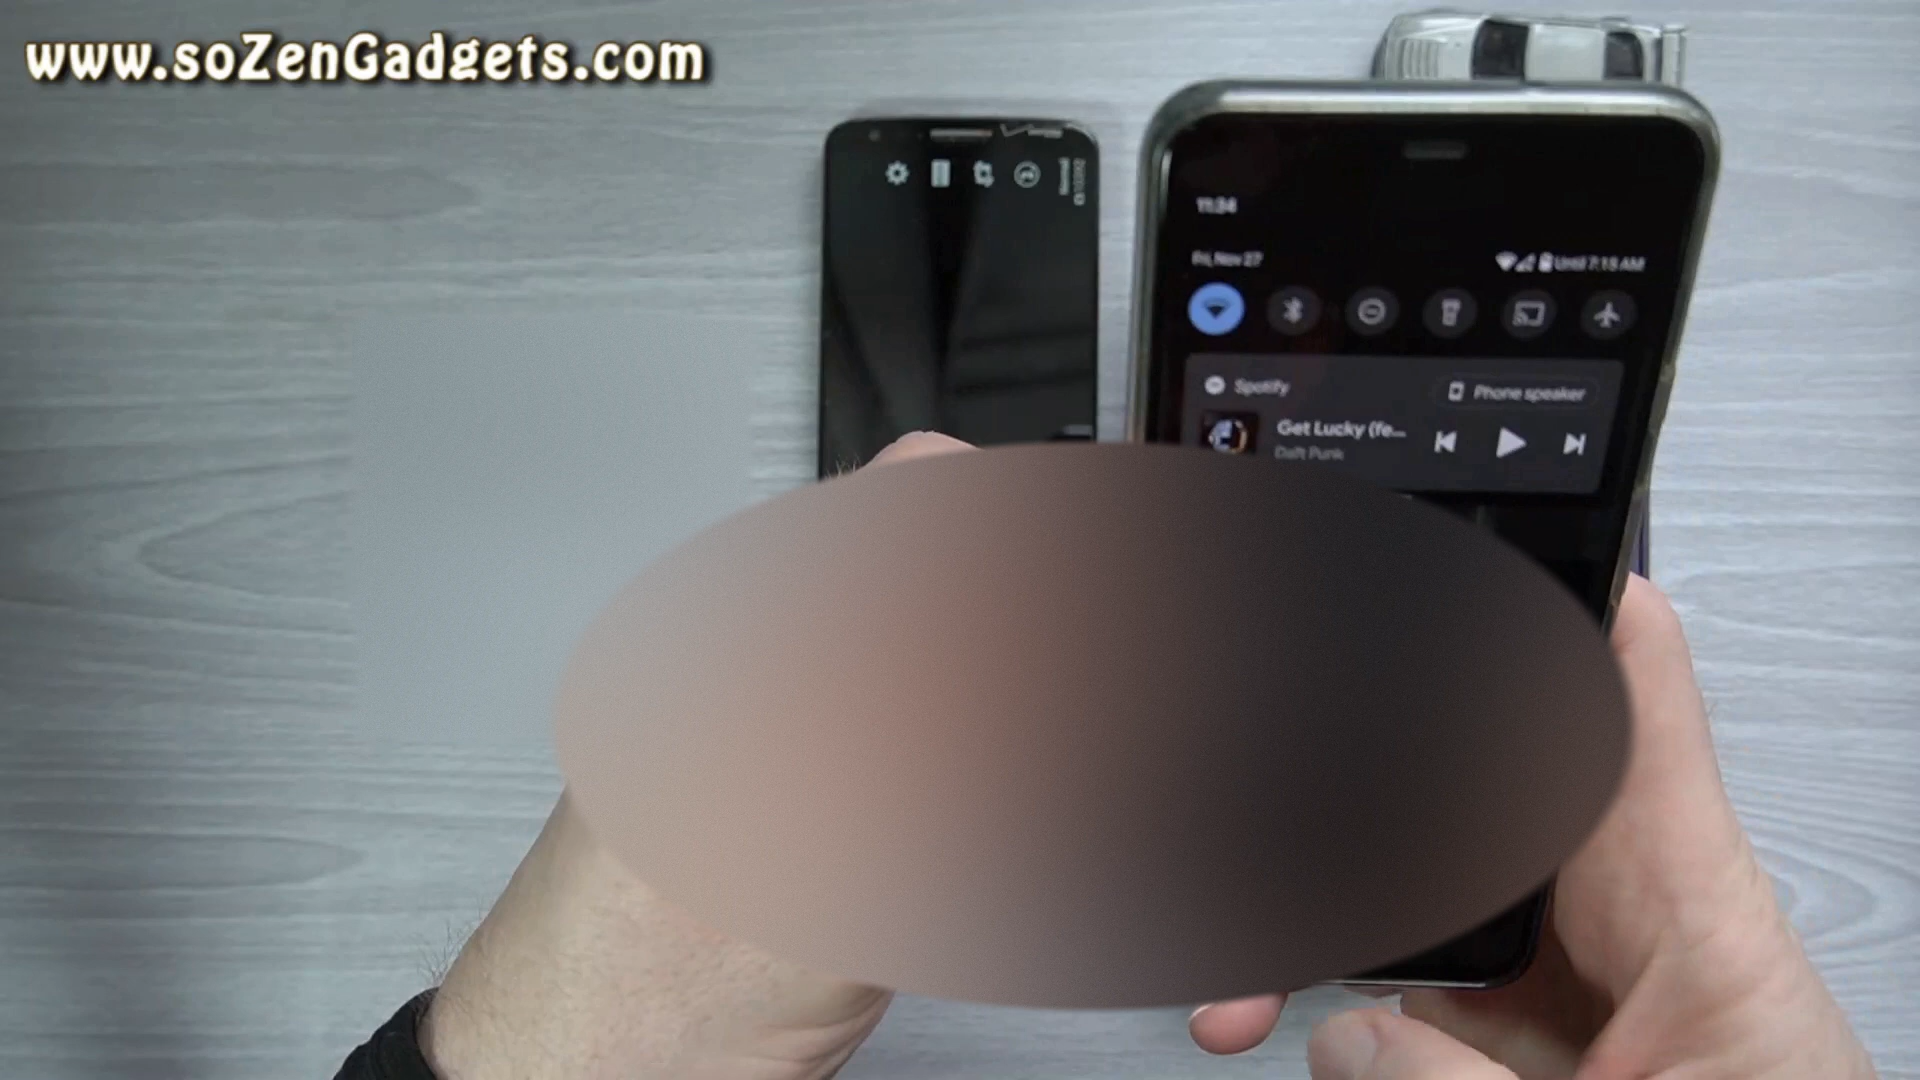 www.soZenGadgets.com
Normal
11:34
Fri, Nov 27
Until 7:15 AM
Spotify
Phone speaker
Get Lucky (fe...
Daft Punk